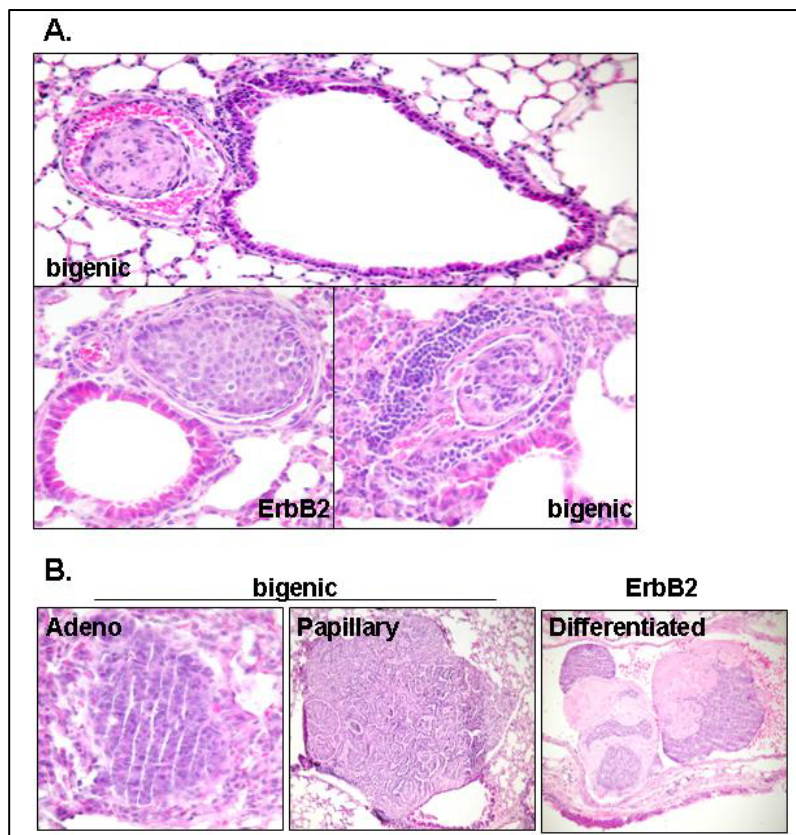 A.
bigenic
ErbB2
bigenic
B.
bigenic
ErbB2
Adeno
Papillary
Differentiated